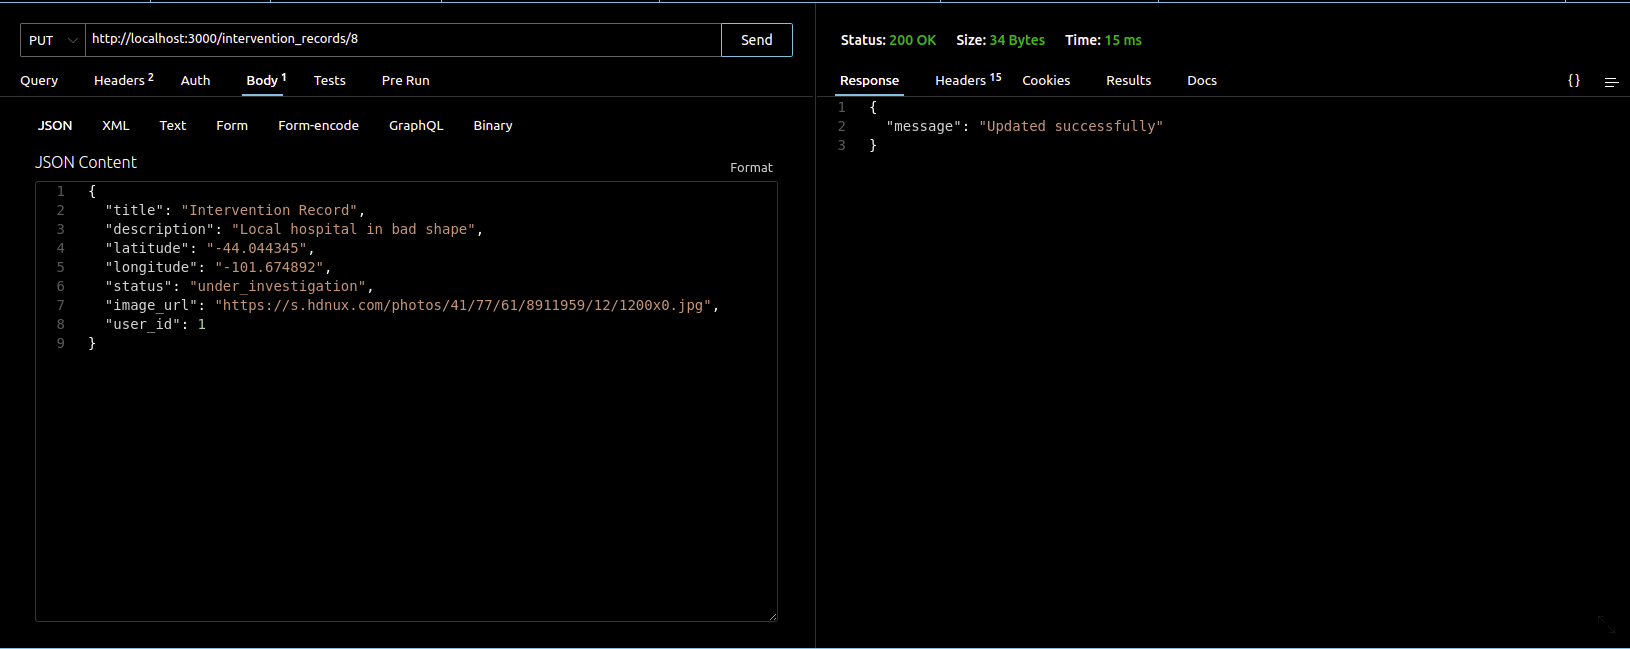 PUT http://localhost:3000/intervention_records/8 Send
Query Headers 2 Auth Body 1 Tests Pre Run
JSON XML Text Form Form-encode GraphQL Binary
JSON Content
Format
1 {
2 "title": "Intervention Record",
3 "description": "Local hospital in bad shape",
4 "latitude": "-44.044345",
5 "longitude": "-101.674892",
6 "status": "under_investigation",
7 "image_url": "https://s.hdnux.com/photos/41/77/61/8911959/12/1200x0.jpg",
8 "user_id": 1
9 }
Status: 200 OK Size: 34 Bytes Time: 15 ms
Response Headers 15 Cookies Results Docs {}
1 {
2 "message": "Updated successfully"
3 }